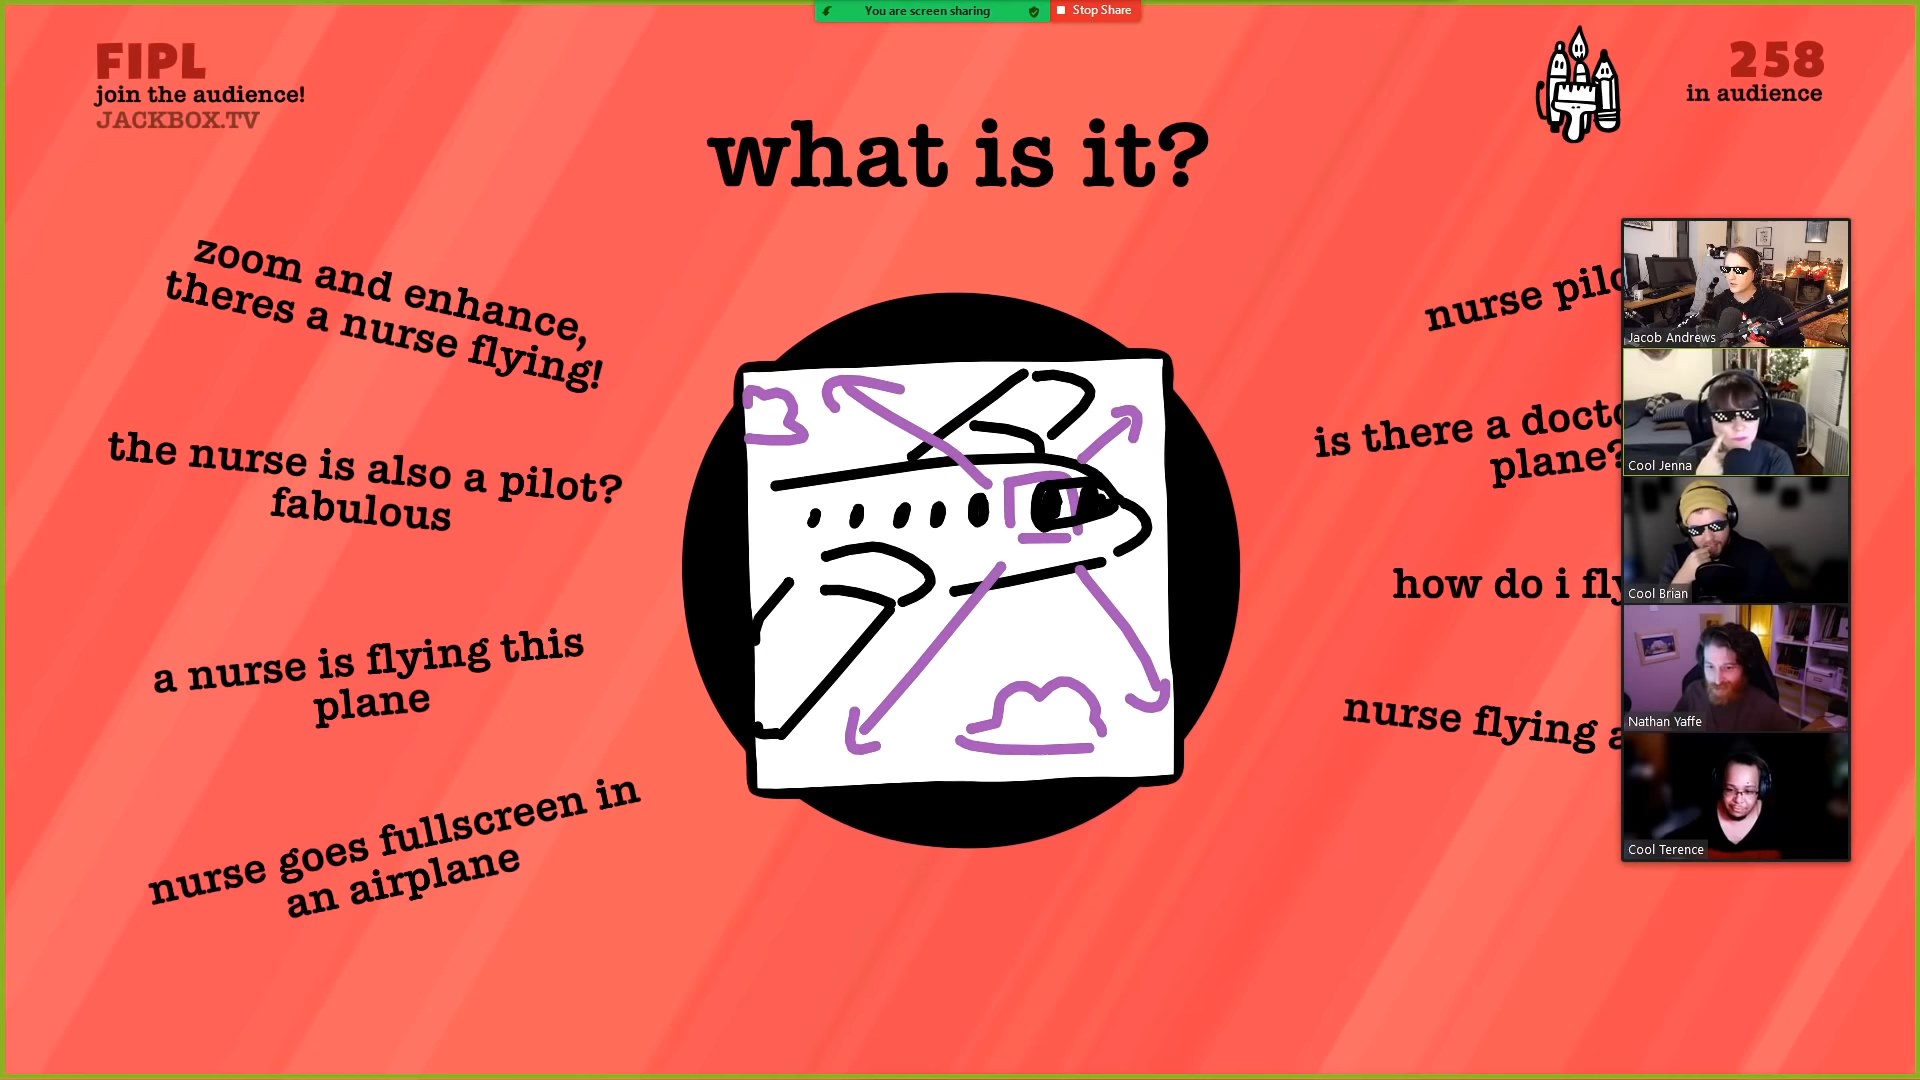 You are screen sharing
Stop Share
FIPL
join the audience!
JACKBOX.TV
258
in audience
what is it?
zoom and enhance,
theres a nurse flying!
the nurse is also a pilot?
fabulous
a nurse is flying this
plane
nurse goes fullscreen in
an airplane
nurse
is there a
plane?
how do i
nurse flying
Jacob Andrews
Cool Jenna
Cool Brian
Nathan Yaffe
Cool Terence